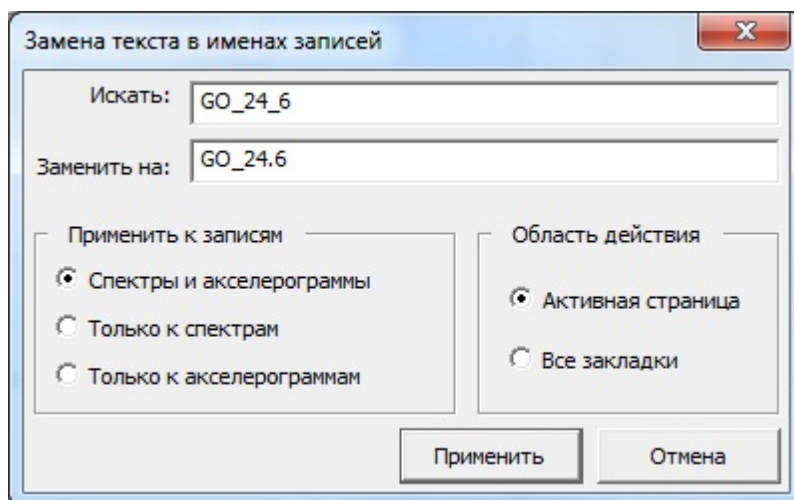 Замена текста в именах записей
Искать: GO_24_6
Заменить на: GO_24.6
Применить к записям
Спектры и акселерограммы
Только к спектрам
Только к акселерограммам
Область действия
Активная страница
Все закладки
Применить Отмена